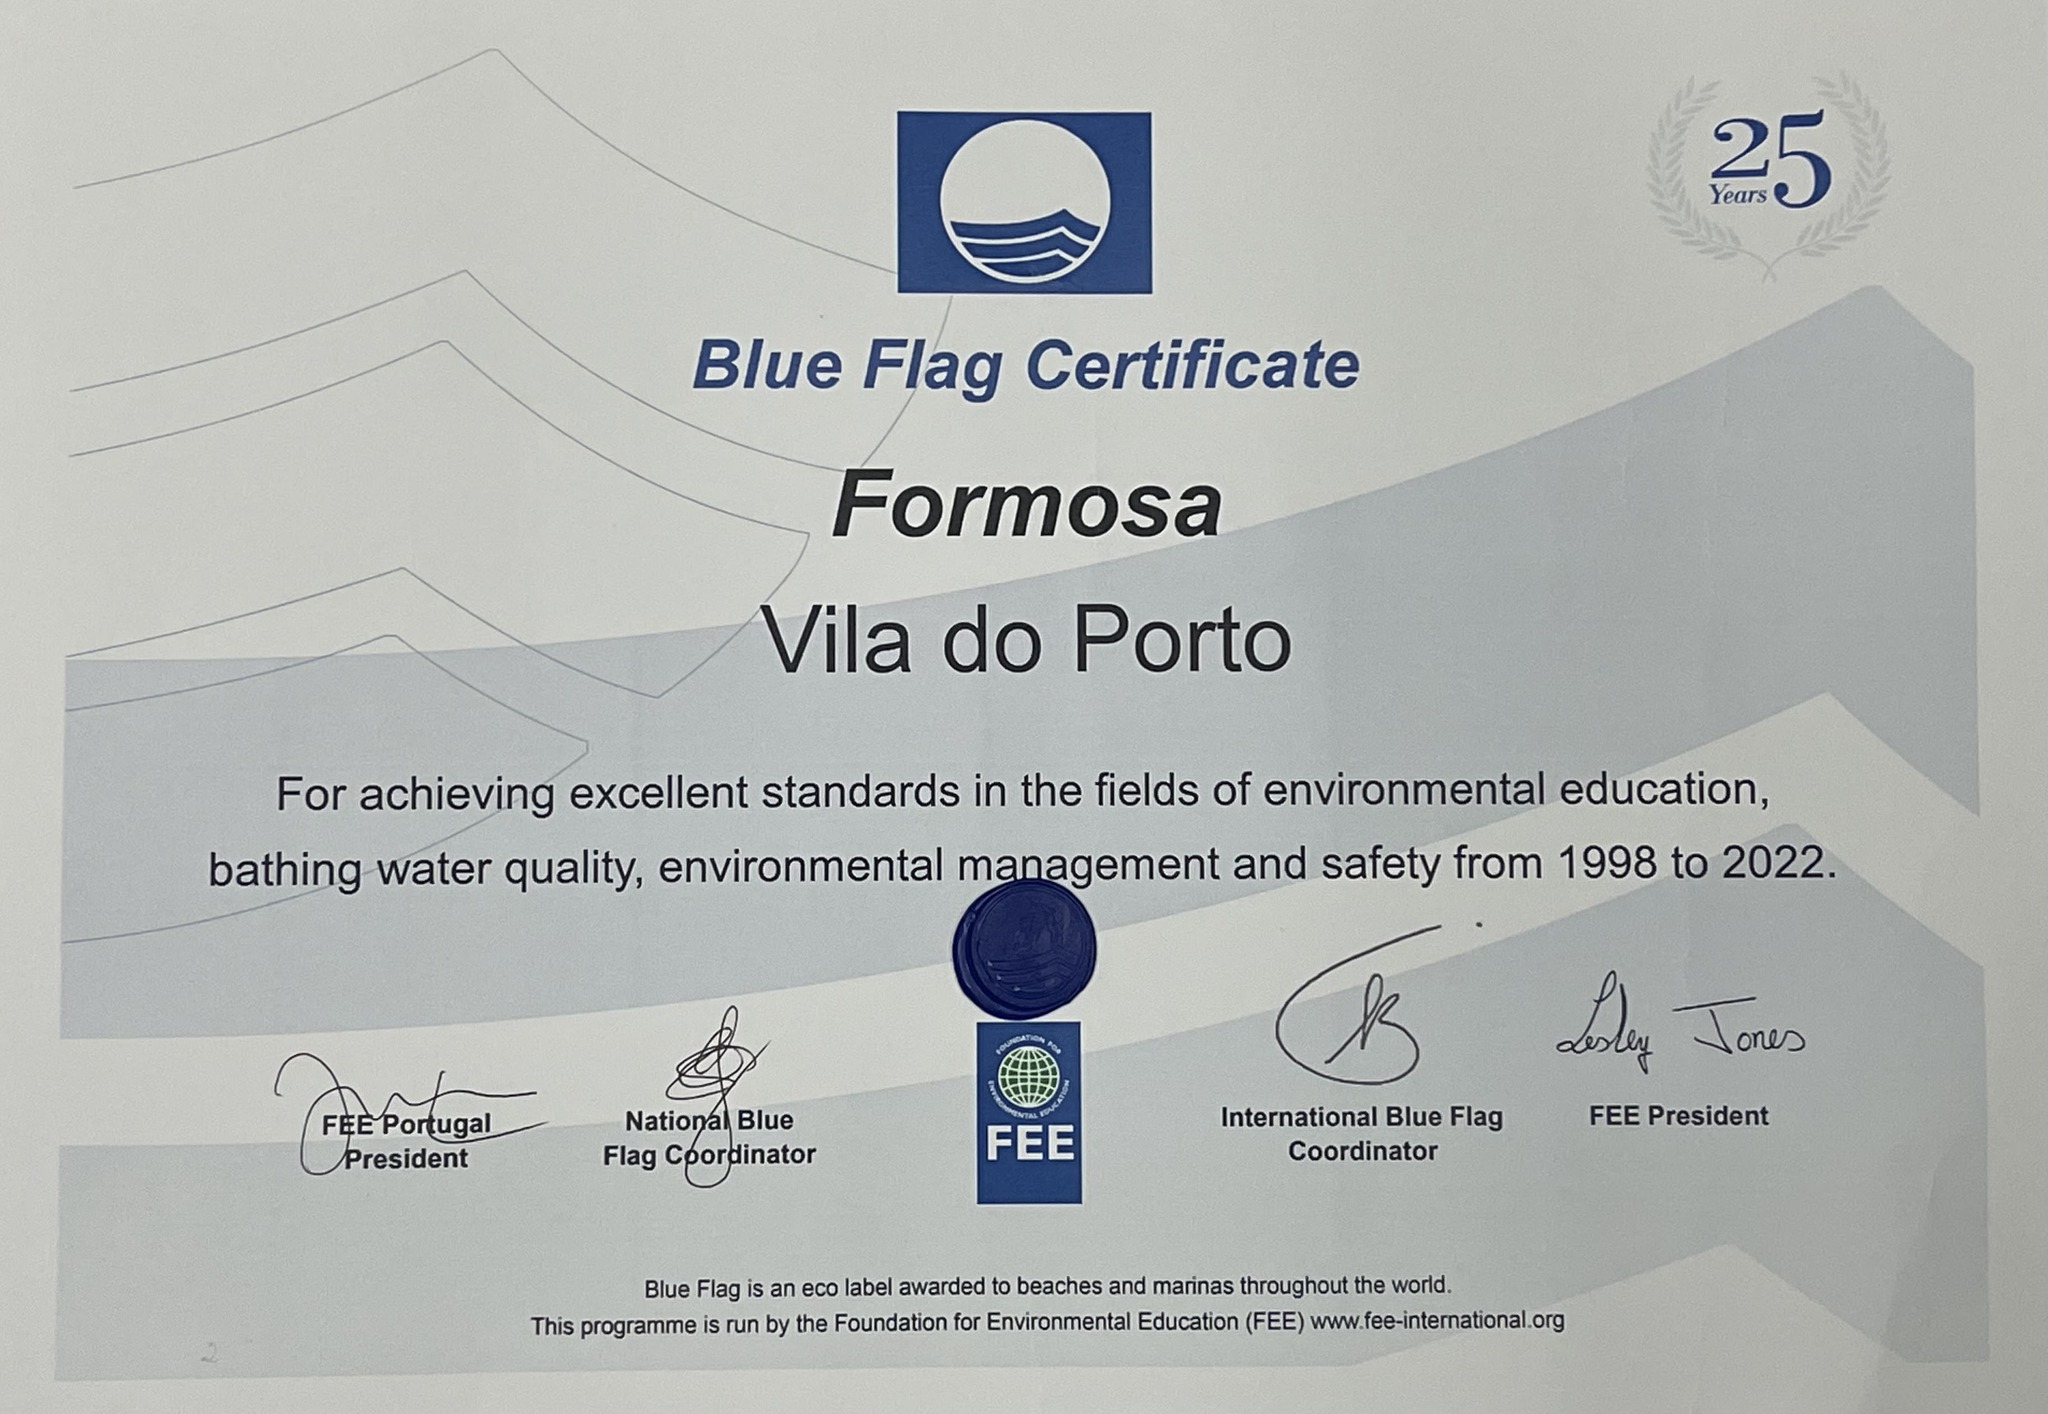 25
Years
Blue Flag Certificate
Formosa
Vila do Porto
For achieving excellent standards in the fields of environmental education,
bathing water quality, environmental management and safety from 1998 to 2022.
Lesley Jones
FEE Portugal
President
National Blue
Flag Coordinator
FOUNDATION FOR
ENVIRONMENTAL EDUCATION
FEE
International Blue Flag
Coordinator
FEE President
Blue Flag is an eco label awarded to beaches and marinas throughout the world.
This programme is run by the Foundation for Environmental Education (FEE) www.fee-international.org
2